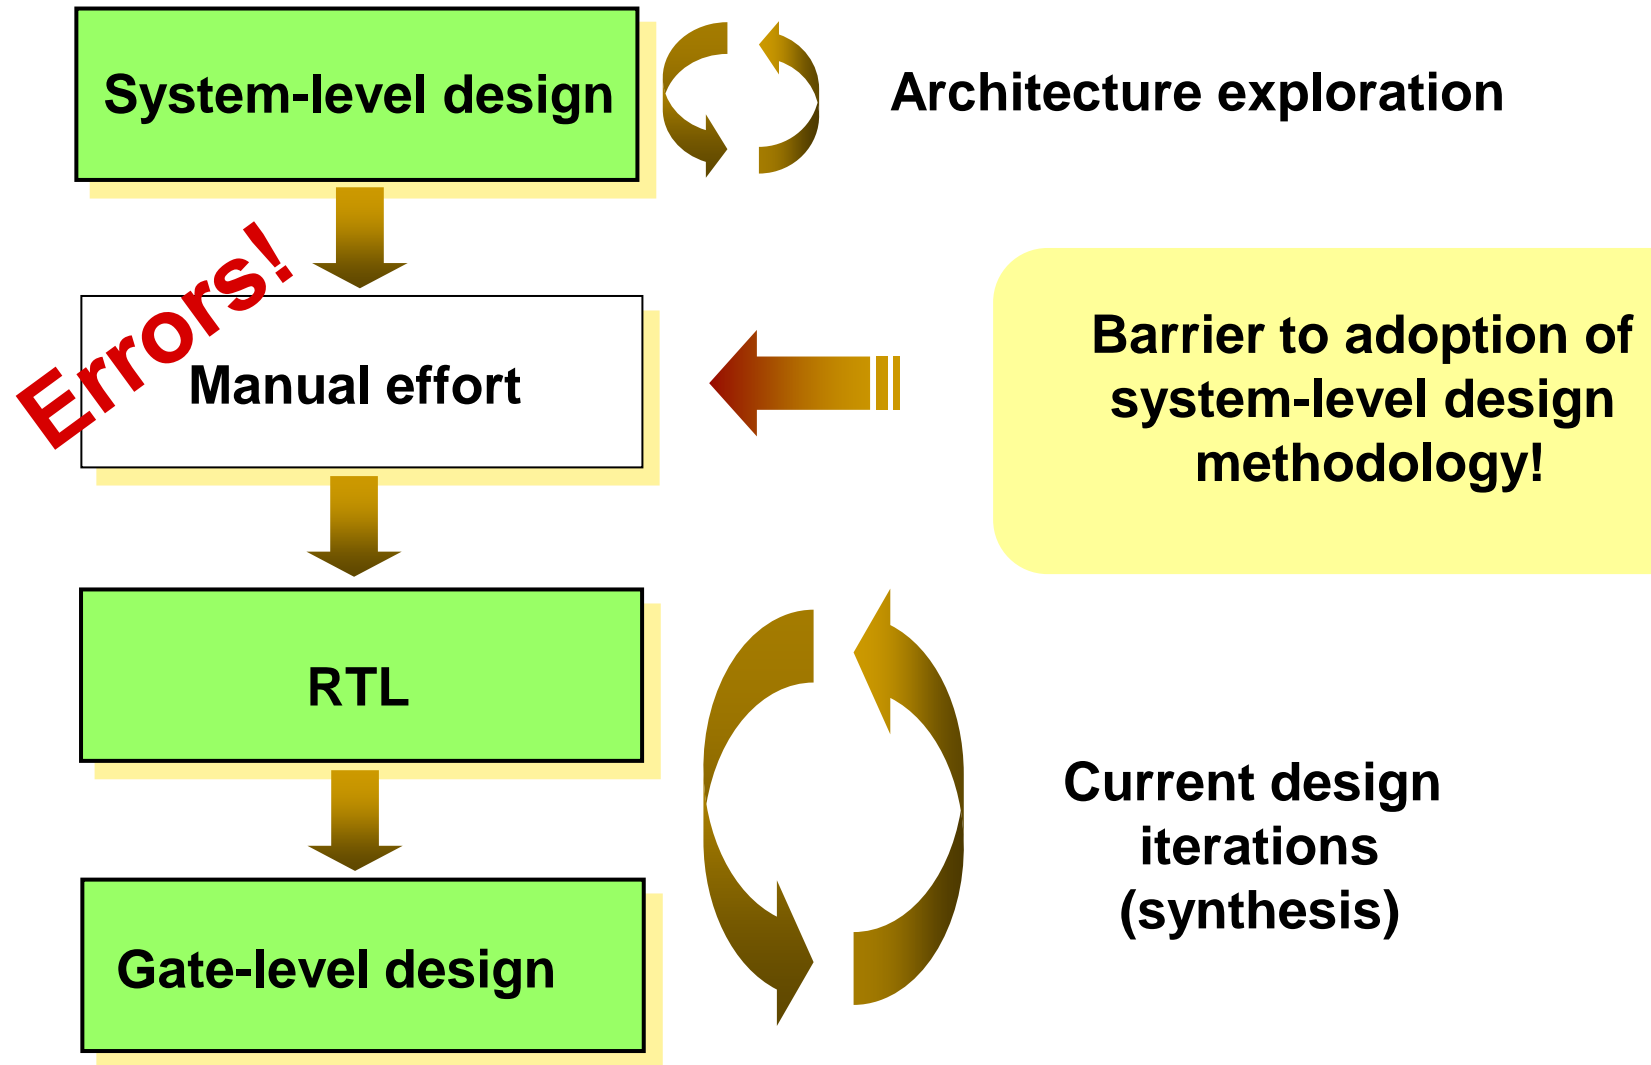 System-level design
Architecture exploration
Errors!
Manual effort
Barrier to adoption of
system-level design
methodology!
RTL
Current design
iterations
(synthesis)
Gate-level design